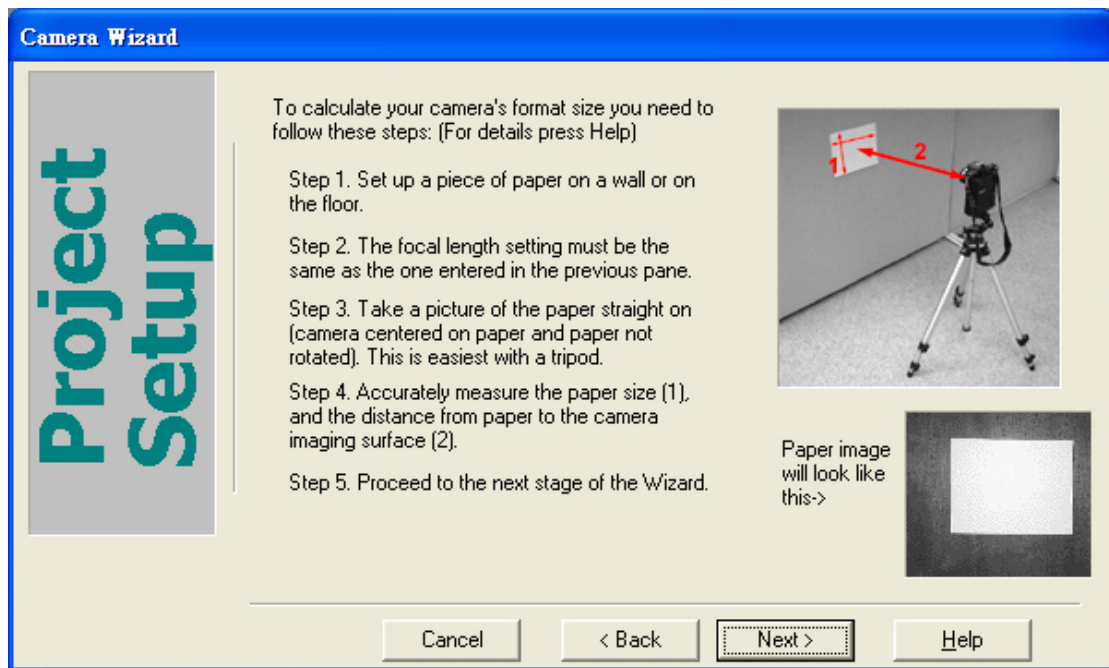 Camera Wizard
Project
Setup
To calculate your camera's format size you need to
follow these steps: (For details press Help)
Step 1. Set up a piece of paper on a wall or on
the floor.
Step 2. The focal length setting must be the
same as the one entered in the previous pane.
Step 3. Take a picture of the paper straight on
(camera centered on paper and paper not
rotated). This is easiest with a tripod.
Step 4. Accurately measure the paper size (1),
and the distance from paper to the camera
imaging surface (2).
Step 5. Proceed to the next stage of the Wizard.
1
2
Paper image
will look like
this->
Cancel
< Back
Next >
Help